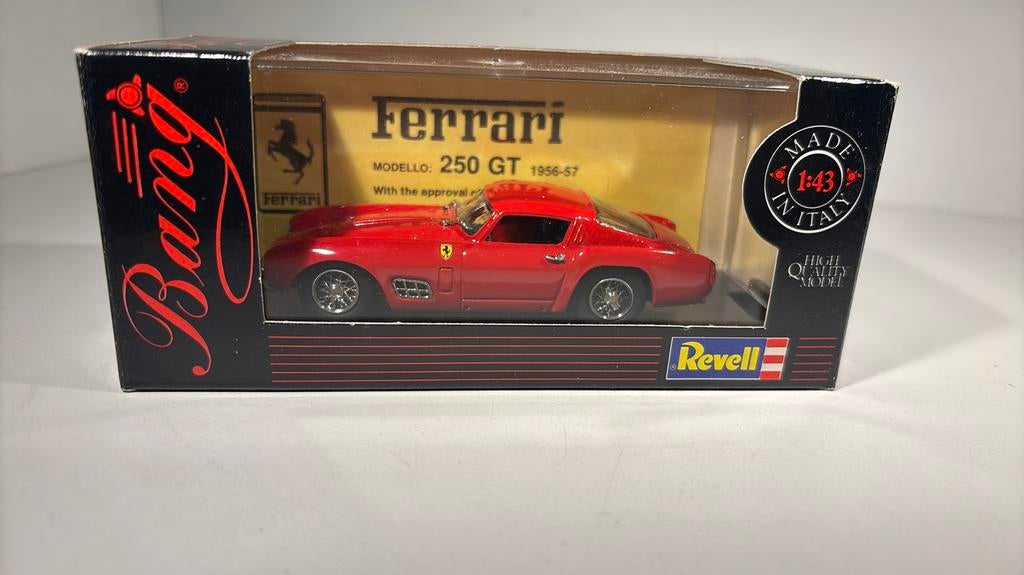 Bang®
Ferrari
MODELLO: 250 GT 1956-57
With the approval
Ferrari
MADE
1:43
IN ITALY
HIGH
QUALITY
MODEL
Revell